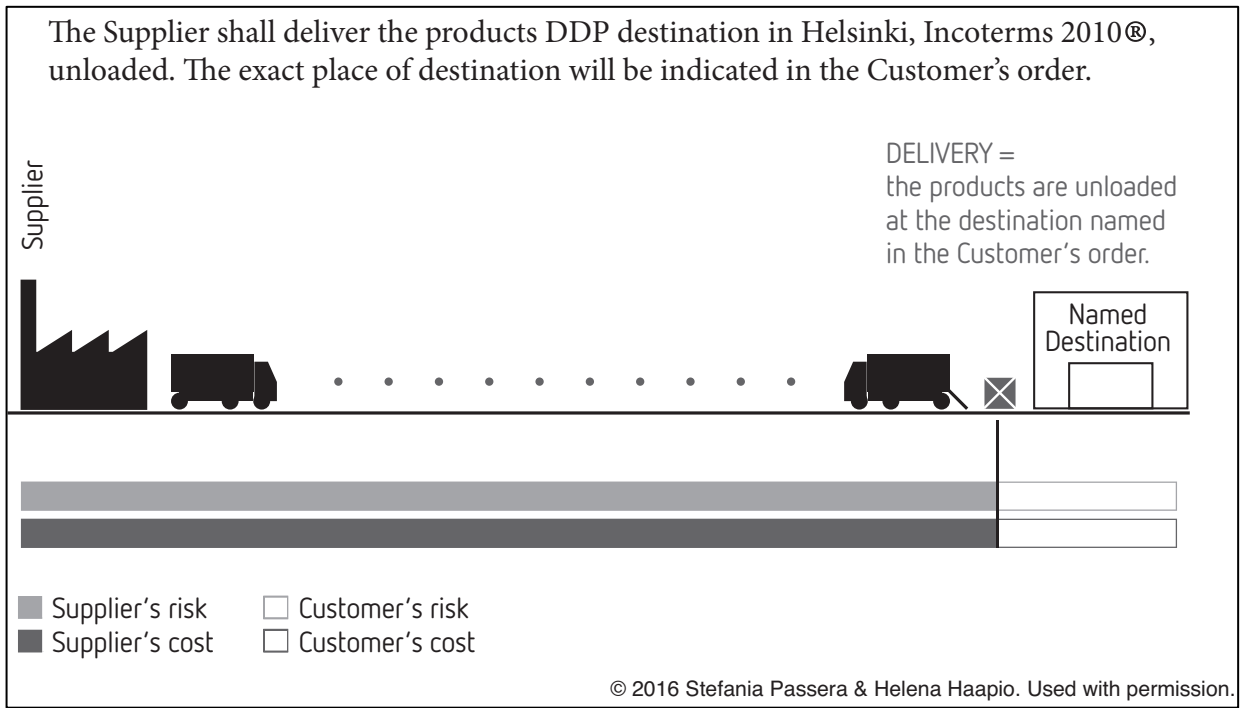 The Supplier shall deliver the products DDP destination in Helsinki, Incoterms 2010®,
unloaded. The exact place of destination will be indicated in the Customer’s order.
Supplier
DELIVERY =
the products are unloaded
at the destination named
in the Customer’s order.
Named
Destination
Supplier’s risk
Customer’s risk
Supplier’s cost
Customer’s cost
© 2016 Stefania Passera & Helena Haapio. Used with permission.